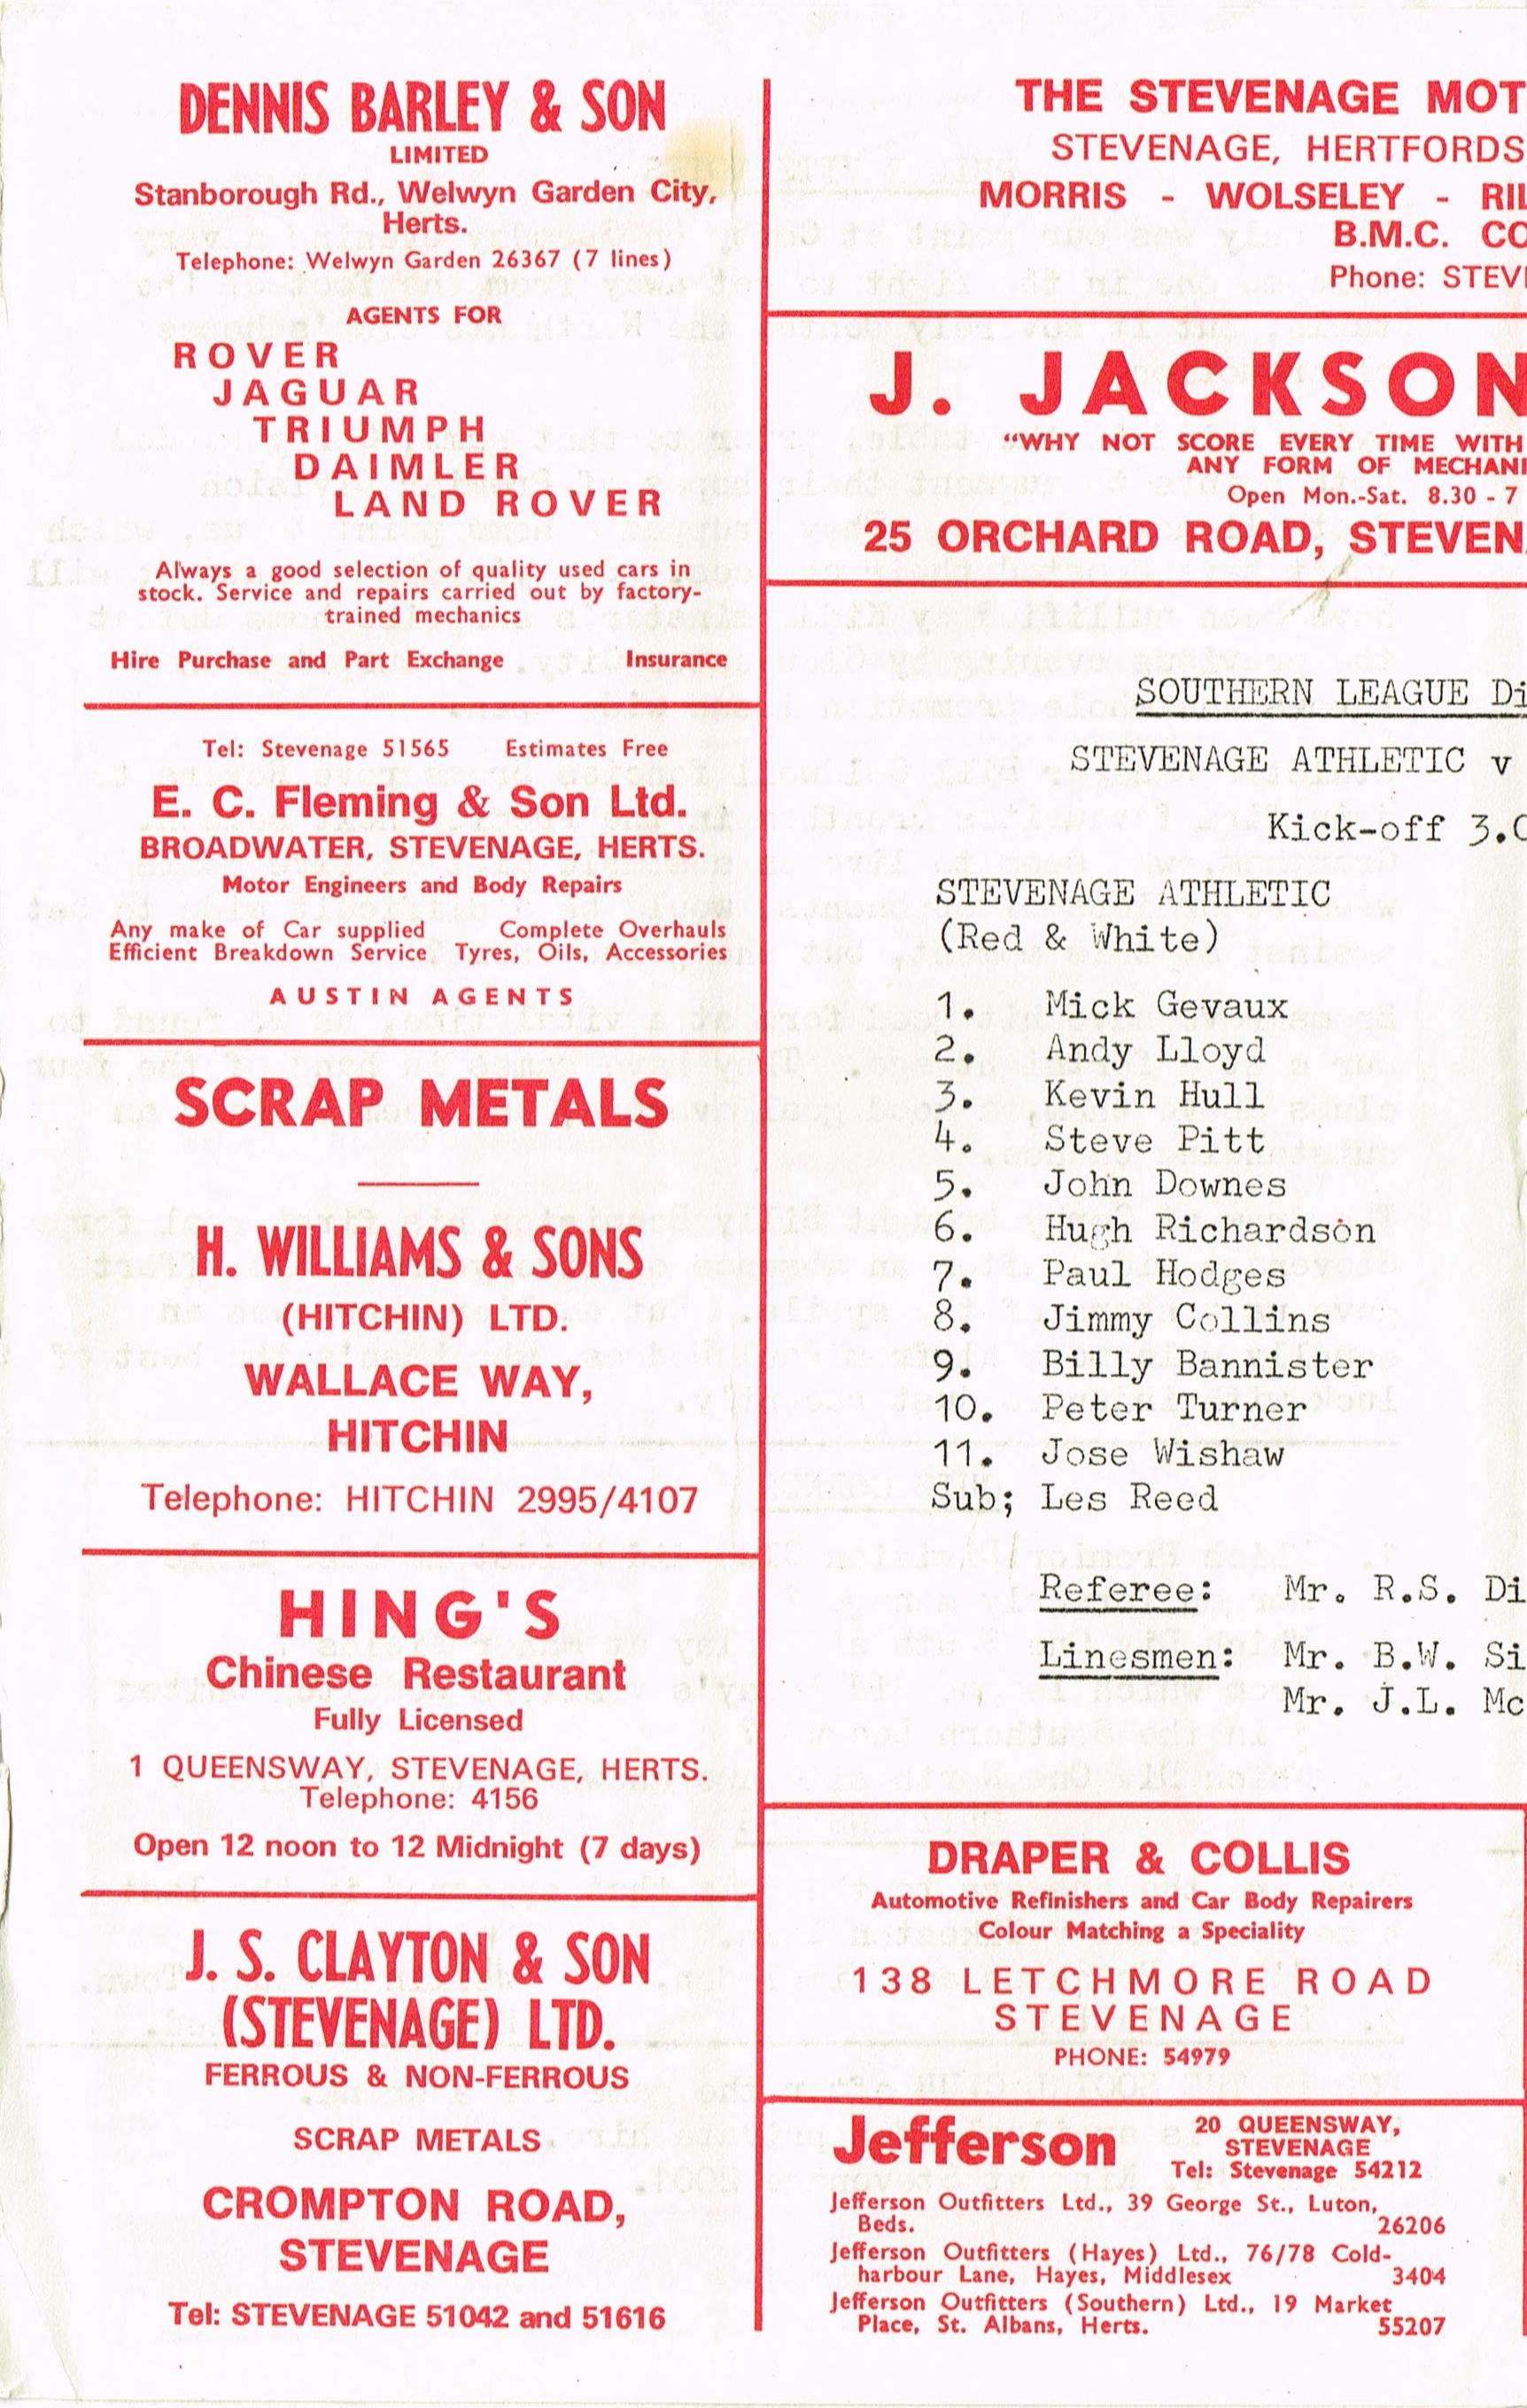 DENNIS BARLEY & SON
LIMITED
Stanborough Rd., Welwyn Garden City,
Herts.
Telephone: Welwyn Garden 26367 (7 lines)
AGENTS FOR
ROVER
JAGUAR
TRIUMPH
DAIMLER
LAND ROVER
Always a good selection of quality used cars in
stock. Service and repairs carried out by factory-
trained mechanics
Hire Purchase and Part Exchange Insurance
Tel: Stevenage 51565 Estimates Free
E. C. Fleming & Son Ltd.
BROADWATER, STEVENAGE, HERTS.
Motor Engineers and Body Repairs
Any make of Car supplied Complete Overhauls
Efficient Breakdown Service Tyres, Oils, Accessories
AUSTIN AGENTS
SCRAP METALS
H. WILLIAMS & SONS
(HITCHIN) LTD.
WALLACE WAY,
HITCHIN
Telephone: HITCHIN 2995/4107
HING'S
Chinese Restaurant
Fully Licensed
1 QUEENSWAY, STEVENAGE, HERTS.
Telephone: 4156
Open 12 noon to 12 Midnight (7 days)
J. S. CLAYTON & SON
(STEVENAGE) LTD.
FERROUS & NON-FERROUS
SCRAP METALS
CROMPTON ROAD,
STEVENAGE
Tel: STEVENAGE 51042 and 51616
THE STEVENAGE MOT
STEVENAGE, HERTFORDS
MORRIS - WOLSELEY - RIL
B.M.C. CO
Phone: STEV
J. JACKSON
"WHY NOT SCORE EVERY TIME WITH
ANY FORM OF MECHANI
Open Mon.-Sat. 8.30 - 7
25 ORCHARD ROAD, STEVEN
SOUTHERN LEAGUE Di
STEVENAGE ATHLETIC v
Kick-off 3.0
STEVENAGE ATHLETIC
(Red & White)
1. Mick Gevaux
2. Andy Lloyd
3. Kevin Hull
4. Steve Pitt
5. John Downes
6. Hugh Richardson
7. Paul Hodges
8. Jimmy Collins
9. Billy Bannister
10. Peter Turner
11. Jose Wishaw
Sub; Les Reed
Referee: Mr. R.S. Di
Linesmen: Mr. B.W. Si
Mr. J.L. Mc
DRAPER & COLLIS
Automotive Refinishers and Car Body Repairers
Colour Matching a Speciality
138 LETCHMORE ROAD
STEVENAGE
PHONE: 54979
Jefferson
20 QUEENSWAY,
STEVENAGE
Tel: Stevenage 54212
Jefferson Outfitters Ltd., 39 George St., Luton,
Beds. 26206
Jefferson Outfitters (Hayes) Ltd., 76/78 Cold-
harbour Lane, Hayes, Middlesex 3404
Jefferson Outfitters (Southern) Ltd., 19 Market
Place, St. Albans, Herts. 55207